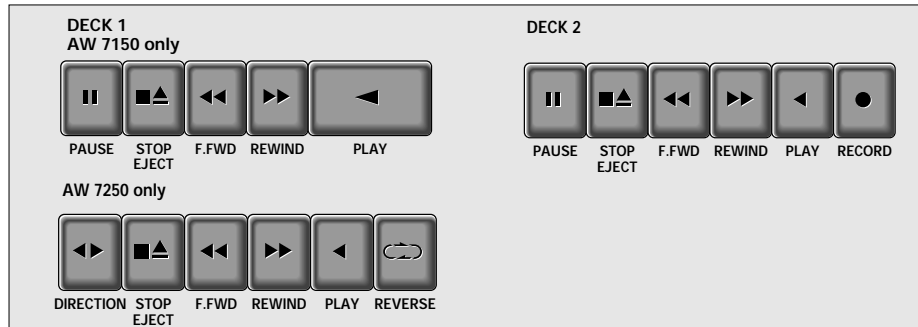 DECK 1
AW 7150 only
PAUSE STOP EJECT F.FWD REWIND PLAY
AW 7250 only
DIRECTION STOP EJECT F.FWD REWIND PLAY REVERSE
DECK 2
PAUSE STOP EJECT F.FWD REWIND PLAY RECORD